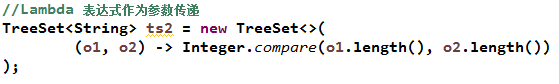 //Lambda 表达式作为参数传递
TreeSet<String> ts2 = new TreeSet<>(
(o1, o2) -> Integer.compare(o1.length(), o2.length())
);